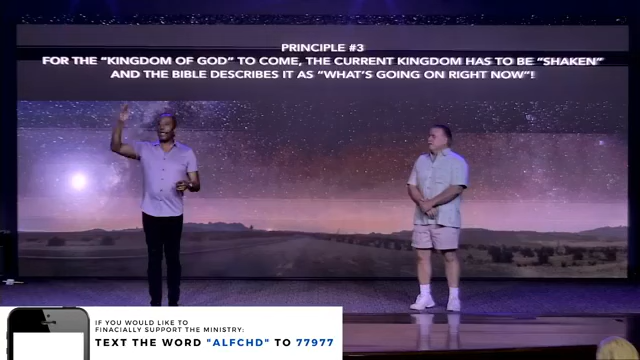 PRINCIPLE #3
FOR THE "KINGDOM OF GOD" TO COME, THE CURRENT KINGDOM HAS TO BE "SHAKEN"
AND THE BIBLE DESCRIBES IT AS "WHAT'S GOING ON RIGHT NOW"!
IF YOU WOULD LIKE TO
FINACIALLY SUPPORT THE MINISTRY:
TEXT THE WORD "ALFCHD" TO 77977